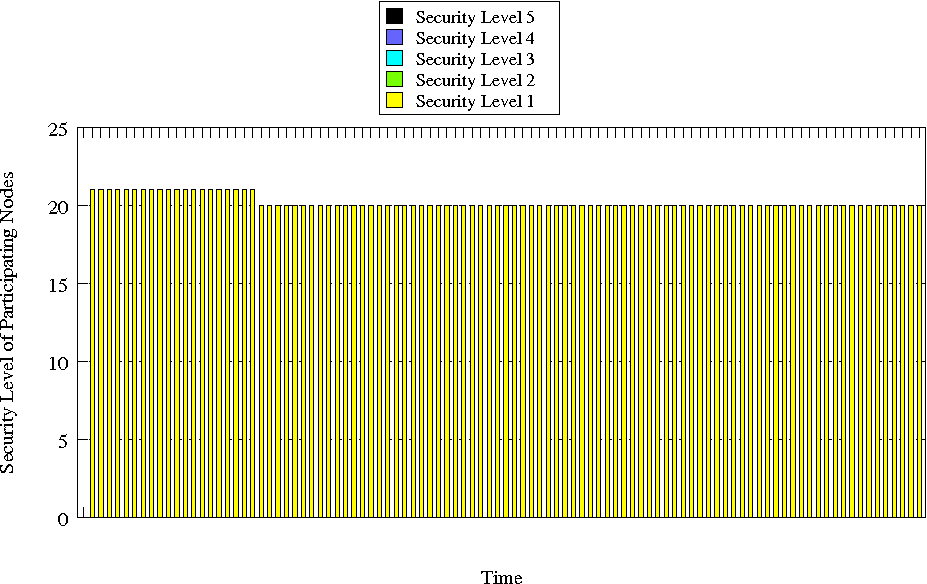 Security Level 5
Security Level 4
Security Level 3
Security Level 2
Security Level 1
25
20
15
10
5
0
Security Level of Participating Nodes
Time